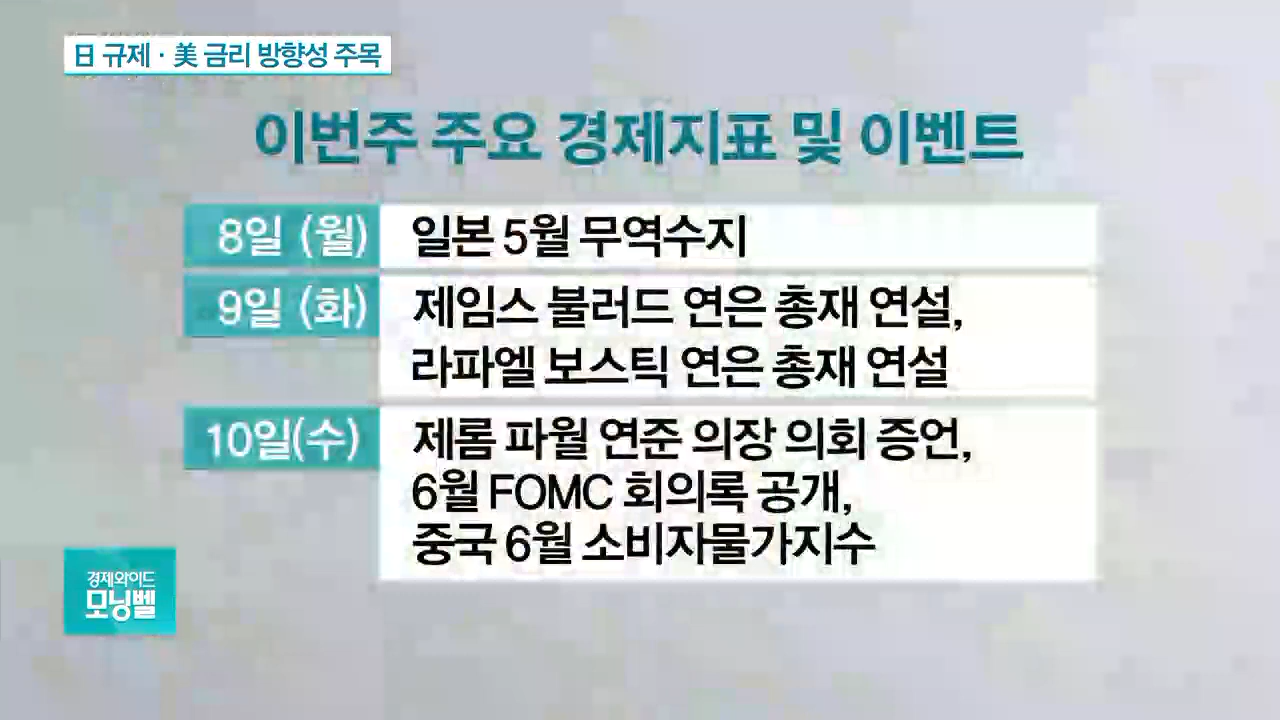 日 규제 · 美 금리 방향성 주목
이번주 주요 경제지표 및 이벤트
8일 (월) 일본 5월 무역수지
9일 (화) 제임스 불러드 연은 총재 연설,
라파엘 보스틱 연은 총재 연설
10일(수) 제롬 파월 연준 의장 의회 증언,
6월 FOMC 회의록 공개,
중국 6월 소비자물가지수
경제와이드
모닝벨